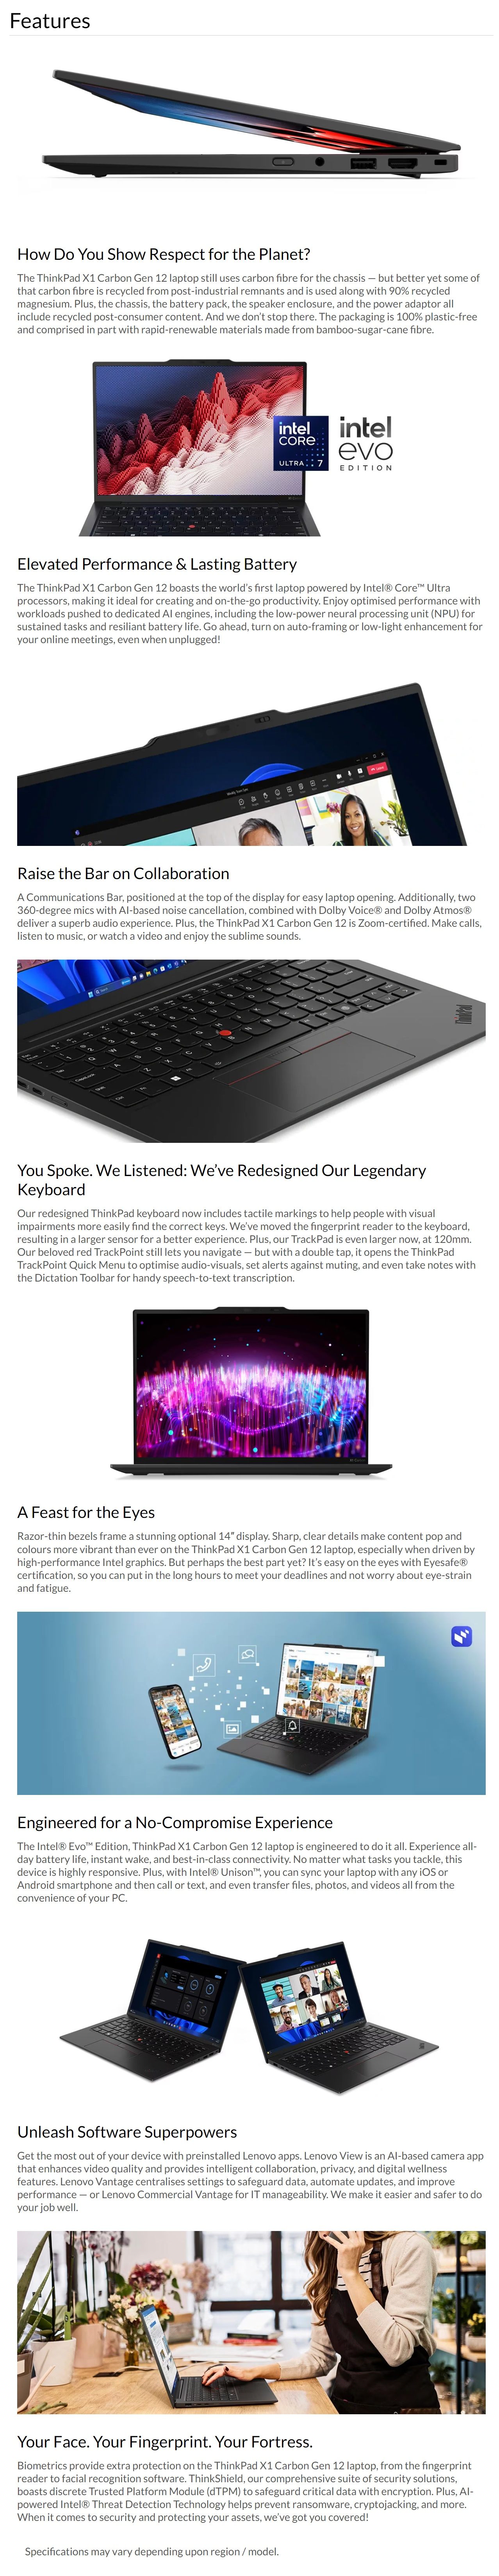 Features
How Do You Show Respect for the Planet?
The ThinkPad X1 Carbon Gen 12 laptop still uses carbon fibre for the chassis — but better yet some of
that carbon fibre is recycled from post-industrial remnants and is used along with 90% recycled
magnesium. Plus, the chassis, the battery pack, the speaker enclosure, and the power adaptor all
include recycled post-consumer content. And we don’t stop there. The packaging is 100% plastic-free
and comprised in part with rapid-renewable materials made from bamboo-sugar-cane fibre.
intel
CORE
ULTRA 7
intel
evo
EDITION
Elevated Performance & Lasting Battery
The ThinkPad X1 Carbon Gen 12 boasts the world’s first laptop powered by Intel® Core™ Ultra
processors, making it ideal for creating and on-the-go productivity. Enjoy optimised performance with
workloads pushed to dedicated AI engines, including the low-power neural processing unit (NPU) for
sustained tasks and resiliant battery life. Go ahead, turn on auto-framing or low-light enhancement for
your online meetings, even when unplugged!
Raise the Bar on Collaboration
A Communications Bar, positioned at the top of the display for easy laptop opening. Additionally, two
360-degree mics with AI-based noise cancellation, combined with Dolby Voice® and Dolby Atmos®
deliver a superb audio experience. Plus, the ThinkPad X1 Carbon Gen 12 is Zoom-certified. Make calls,
listen to music, or watch a video and enjoy the sublime sounds.
You Spoke. We Listened: We’ve Redesigned Our Legendary
Keyboard
Our redesigned ThinkPad keyboard now includes tactile markings to help people with visual
impairments more easily find the correct keys. We’ve moved the fingerprint reader to the keyboard,
resulting in a larger sensor for a better experience. Plus, our TrackPad is even larger now, at 120mm.
Our beloved red TrackPoint still lets you navigate — but with a double tap, it opens the ThinkPad
TrackPoint Quick Menu to optimise audio-visuals, set alerts against muting, and even take notes with
the Dictation Toolbar for handy speech-to-text transcription.
A Feast for the Eyes
Razor-thin bezels frame a stunning optional 14″ display. Sharp, clear details make content pop and
colours more vibrant than ever on the ThinkPad X1 Carbon Gen 12 laptop, especially when driven by
high-performance Intel graphics. But perhaps the best part yet? It’s easy on the eyes with Eyesafe®
certification, so you can put in the long hours to meet your deadlines and not worry about eye-strain
and fatigue.
Engineered for a No-Compromise Experience
The Intel® Evo™ Edition, ThinkPad X1 Carbon Gen 12 laptop is engineered to do it all. Experience all-
day battery life, instant wake, and best-in-class connectivity. No matter what tasks you tackle, this
device is highly responsive. Plus, with Intel® Unison™, you can sync your laptop with any iOS or
Android smartphone and then call or text, and even transfer files, photos, and videos all from the
convenience of your PC.
Unleash Software Superpowers
Get the most out of your device with preinstalled Lenovo apps. Lenovo View is an AI-based camera app
that enhances video quality and provides intelligent collaboration, privacy, and digital wellness
features. Lenovo Vantage centralises settings to safeguard data, automate updates, and improve
performance — or Lenovo Commercial Vantage for IT manageability. We make it easier and safer to do
your job well.
Your Face. Your Fingerprint. Your Fortress.
Biometrics provide extra protection on the ThinkPad X1 Carbon Gen 12 laptop, from the fingerprint
reader to facial recognition software. ThinkShield, our comprehensive suite of security solutions,
boasts discrete Trusted Platform Module (dTPM) to safeguard critical data with encryption. Plus, AI-
powered Intel® Threat Detection Technology helps prevent ransomware, cryptojacking, and more.
When it comes to security and protecting your assets, we’ve got you covered!
Specifications may vary depending upon region / model.